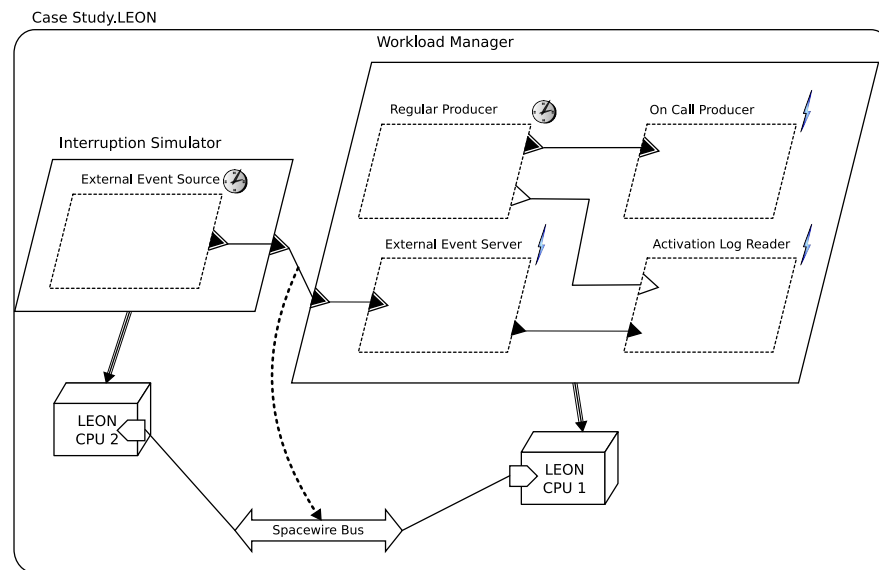 Case Study.LEON
Workload Manager
Regular Producer
On Call Producer
Interruption Simulator
External Event Source
External Event Server
Activation Log Reader
LEON
CPU 2
LEON
CPU 1
Spacewire Bus